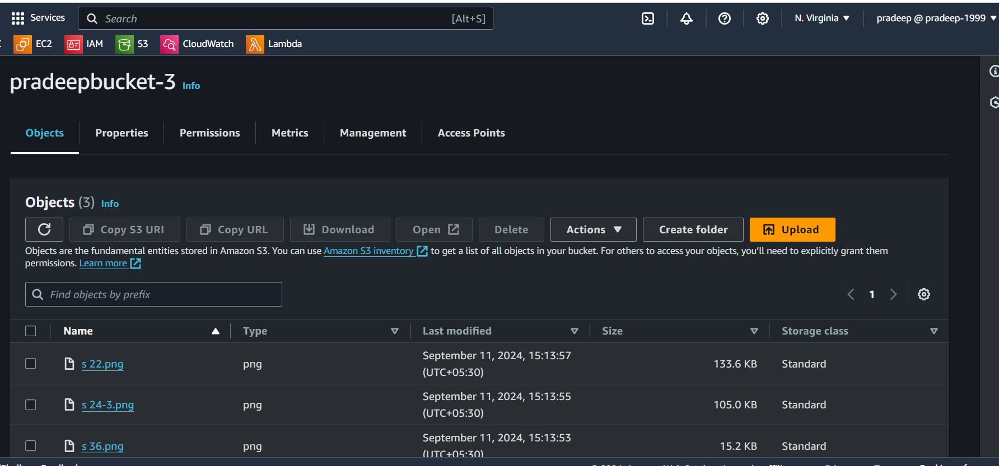 Services Search [Alt+S] N. Virginia pradeep @ pradeep-1999
EC2 IAM S3 CloudWatch Lambda
pradeepbucket-3 Info
Objects Properties Permissions Metrics Management Access Points
Objects (3) Info
Copy S3 URI Copy URL Download Open Delete Actions Create folder Upload
Objects are the fundamental entities stored in Amazon S3. You can use Amazon S3 inventory to get a list of all objects in your bucket. For others to access your objects, you'll need to explicitly grant them
permissions. Learn more
Find objects by prefix 1
Name Type Last modified Size Storage class
s 22.png png September 11, 2024, 15:13:57 (UTC+05:30) 133.6 KB Standard
s 24-3.png png September 11, 2024, 15:13:55 (UTC+05:30) 105.0 KB Standard
s 36.png png September 11, 2024, 15:13:53 (UTC+05:30) 15.2 KB Standard